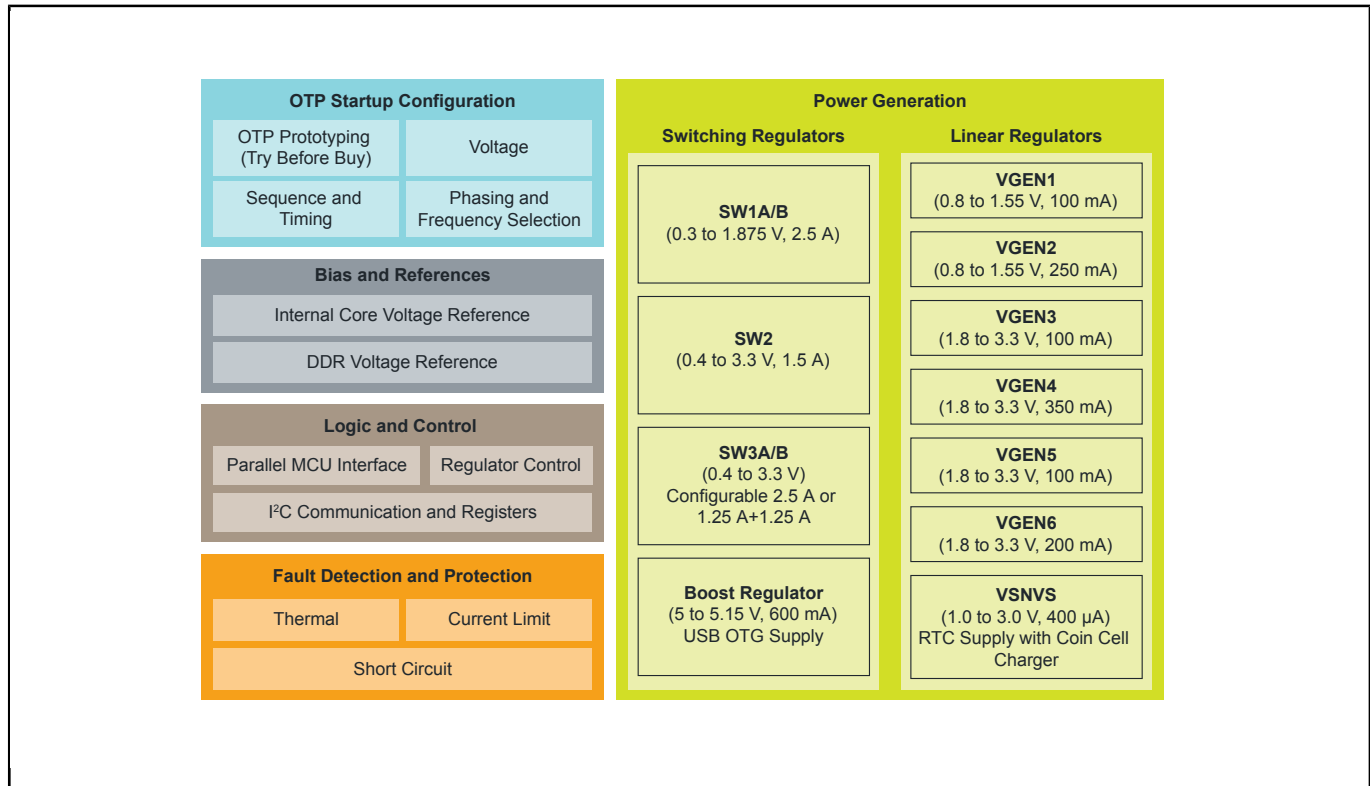 OTP Startup Configuration
OTP Prototyping
(Try Before Buy)
Voltage
Sequence and
Timing
Phasing and
Frequency Selection
Bias and References
Internal Core Voltage Reference
DDR Voltage Reference
Logic and Control
Parallel MCU Interface
Regulator Control
I²C Communication and Registers
Fault Detection and Protection
Thermal
Current Limit
Short Circuit
Power Generation
Switching Regulators
SW1A/B
(0.3 to 1.875 V, 2.5 A)
SW2
(0.4 to 3.3 V, 1.5 A)
SW3A/B
(0.4 to 3.3 V)
Configurable 2.5 A or
1.25 A+1.25 A
Boost Regulator
(5 to 5.15 V, 600 mA)
USB OTG Supply
Linear Regulators
VGEN1
(0.8 to 1.55 V, 100 mA)
VGEN2
(0.8 to 1.55 V, 250 mA)
VGEN3
(1.8 to 3.3 V, 100 mA)
VGEN4
(1.8 to 3.3 V, 350 mA)
VGEN5
(1.8 to 3.3 V, 100 mA)
VGEN6
(1.8 to 3.3 V, 200 mA)
VSNVS
(1.0 to 3.0 V, 400 µA)
RTC Supply with Coin Cell
Charger